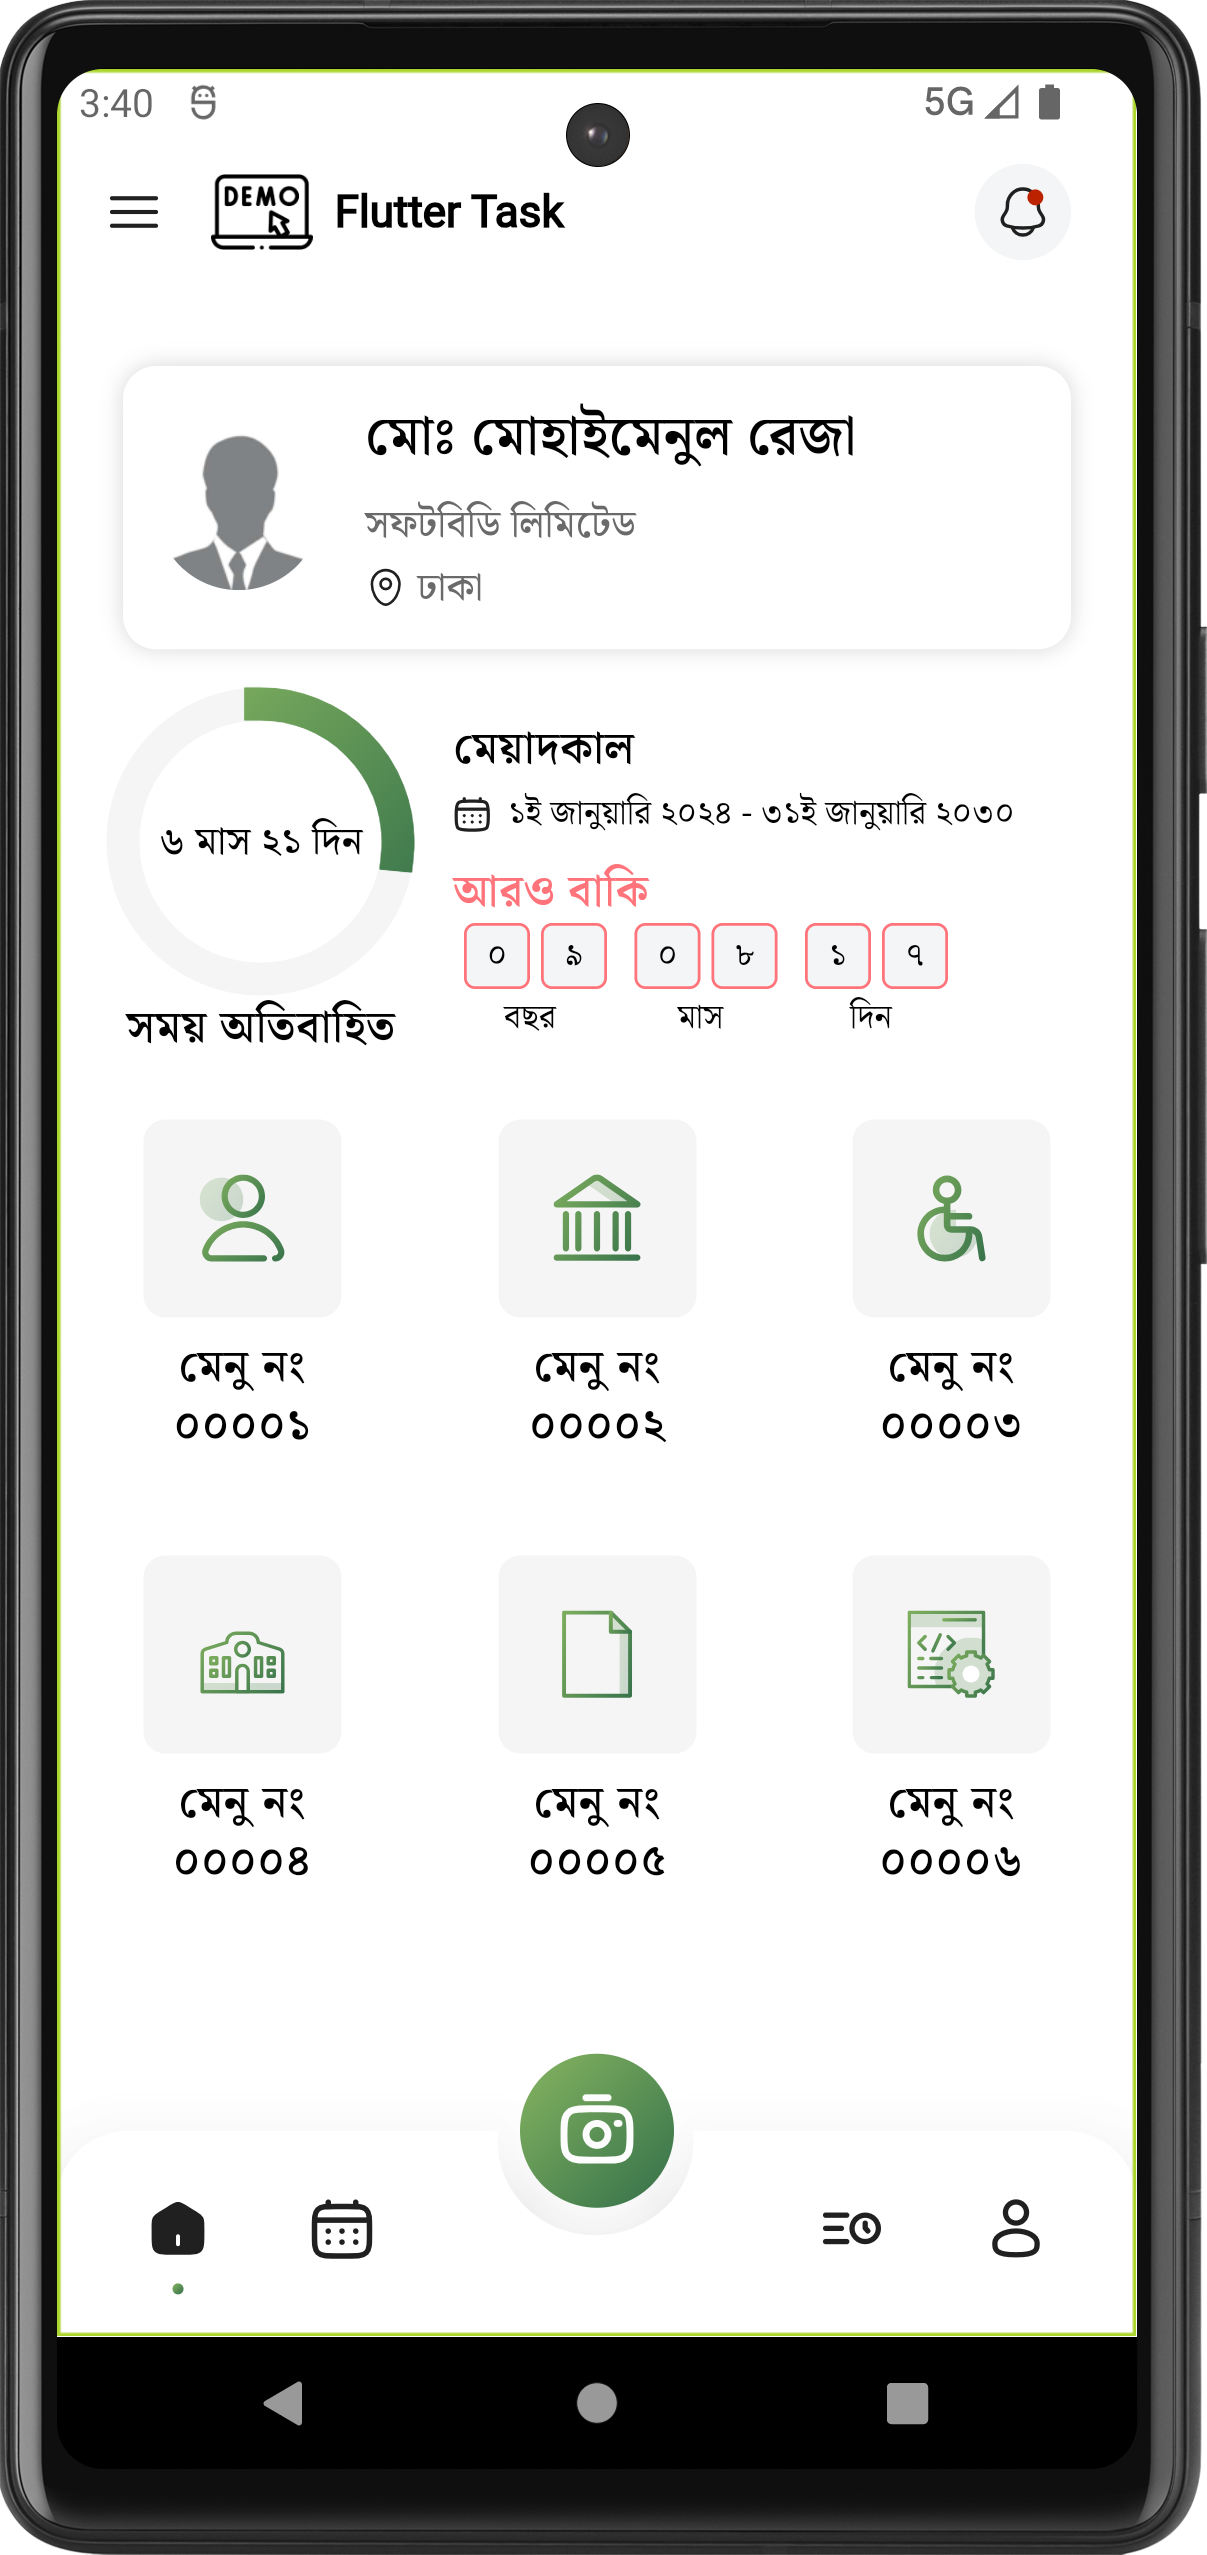 3:40 5G
DEMO
Flutter Task
মোঃ মোহাইমেনুল রেজা
সফটবিডি লিমিটেড
ঢাকা
৬ মাস ২১ দিন
সময় অতিবাহিত
মেয়াদকাল
১ই জানুয়ারি ২০২৪ - ৩১ই জানুয়ারি ২০৩০
আরও বাকি
০ ৯ ০ ৮ ১ ৭
বছর মাস দিন
মেনু নং
০০০০১
মেনু নং
০০০০২
মেনু নং
০০০০৩
মেনু নং
০০০০৪
মেনু নং
০০০০৫
মেনু নং
০০০০৬